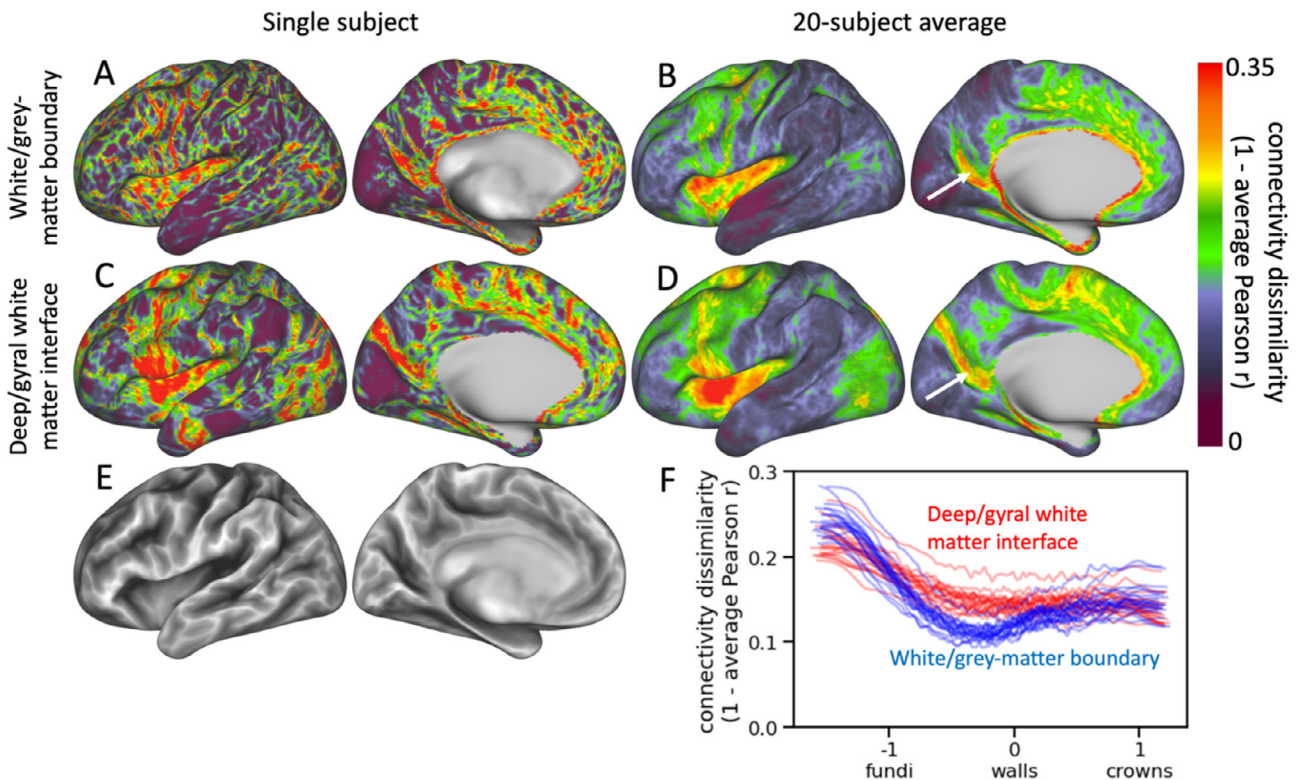 Single subject
20-subject average
White/grey-
matter boundary
A
B
0.35
connectivity dissimilarity
(1 - average Pearson r)
0
Deep/gyral white
matter interface
C
D
E
F
connectivity dissimilarity
(1 - average Pearson r)
0.3
0.2
0.1
0.0
Deep/gyral white
matter interface
White/grey-matter boundary
-1
0
1
fundi
walls
crowns